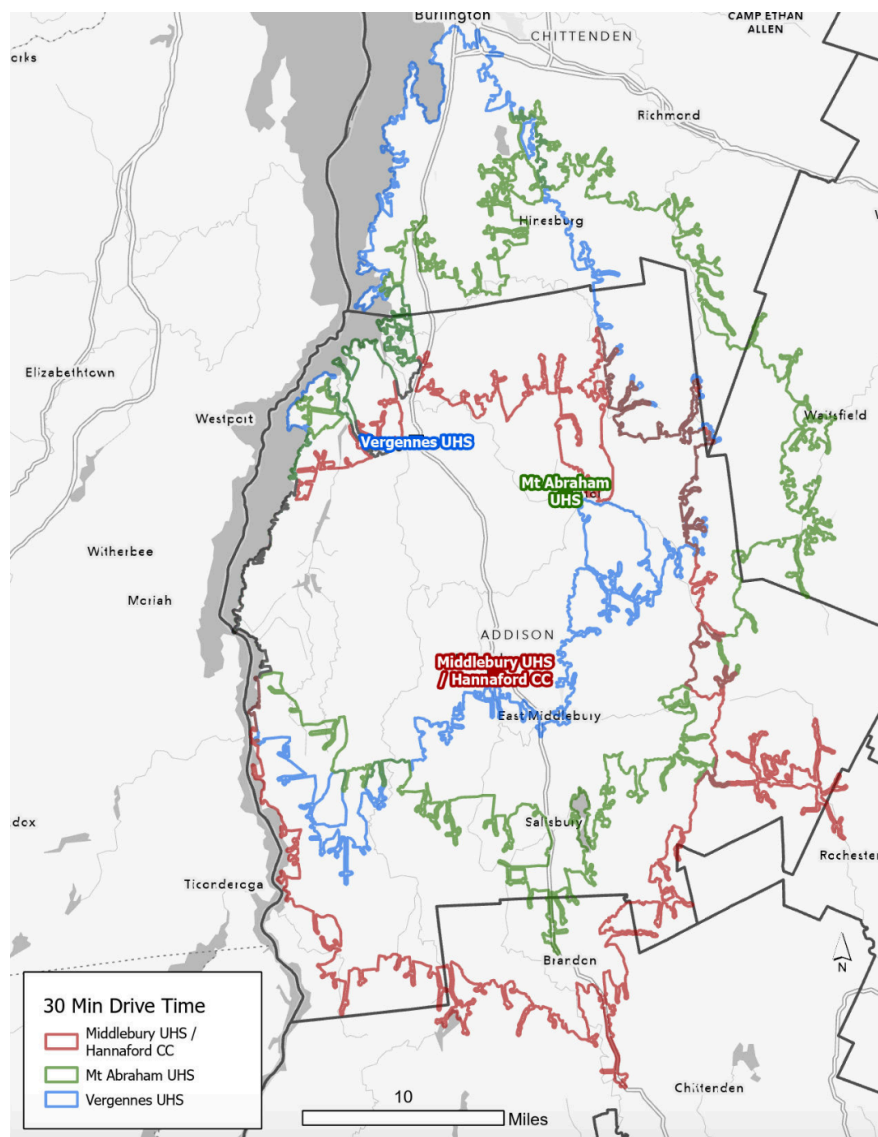 Burlington
CHITTENDEN
CAMP ETHAN
ALLEN
Richmond
Hinesburg
Elizabethtown
Westport
Waitsfield
Vergennes UHS
Mt Abraham
UHS
Witherbee
Moriah
ADDISON
Middlebury UHS
/ Hannaford CC
East Middlebury
dox
Salisbury
Rochester
Ticonderoga
Brandon
N
30 Min Drive Time
Middlebury UHS /
Hannaford CC
Mt Abraham UHS
Vergennes UHS
10
Miles
Chittenden